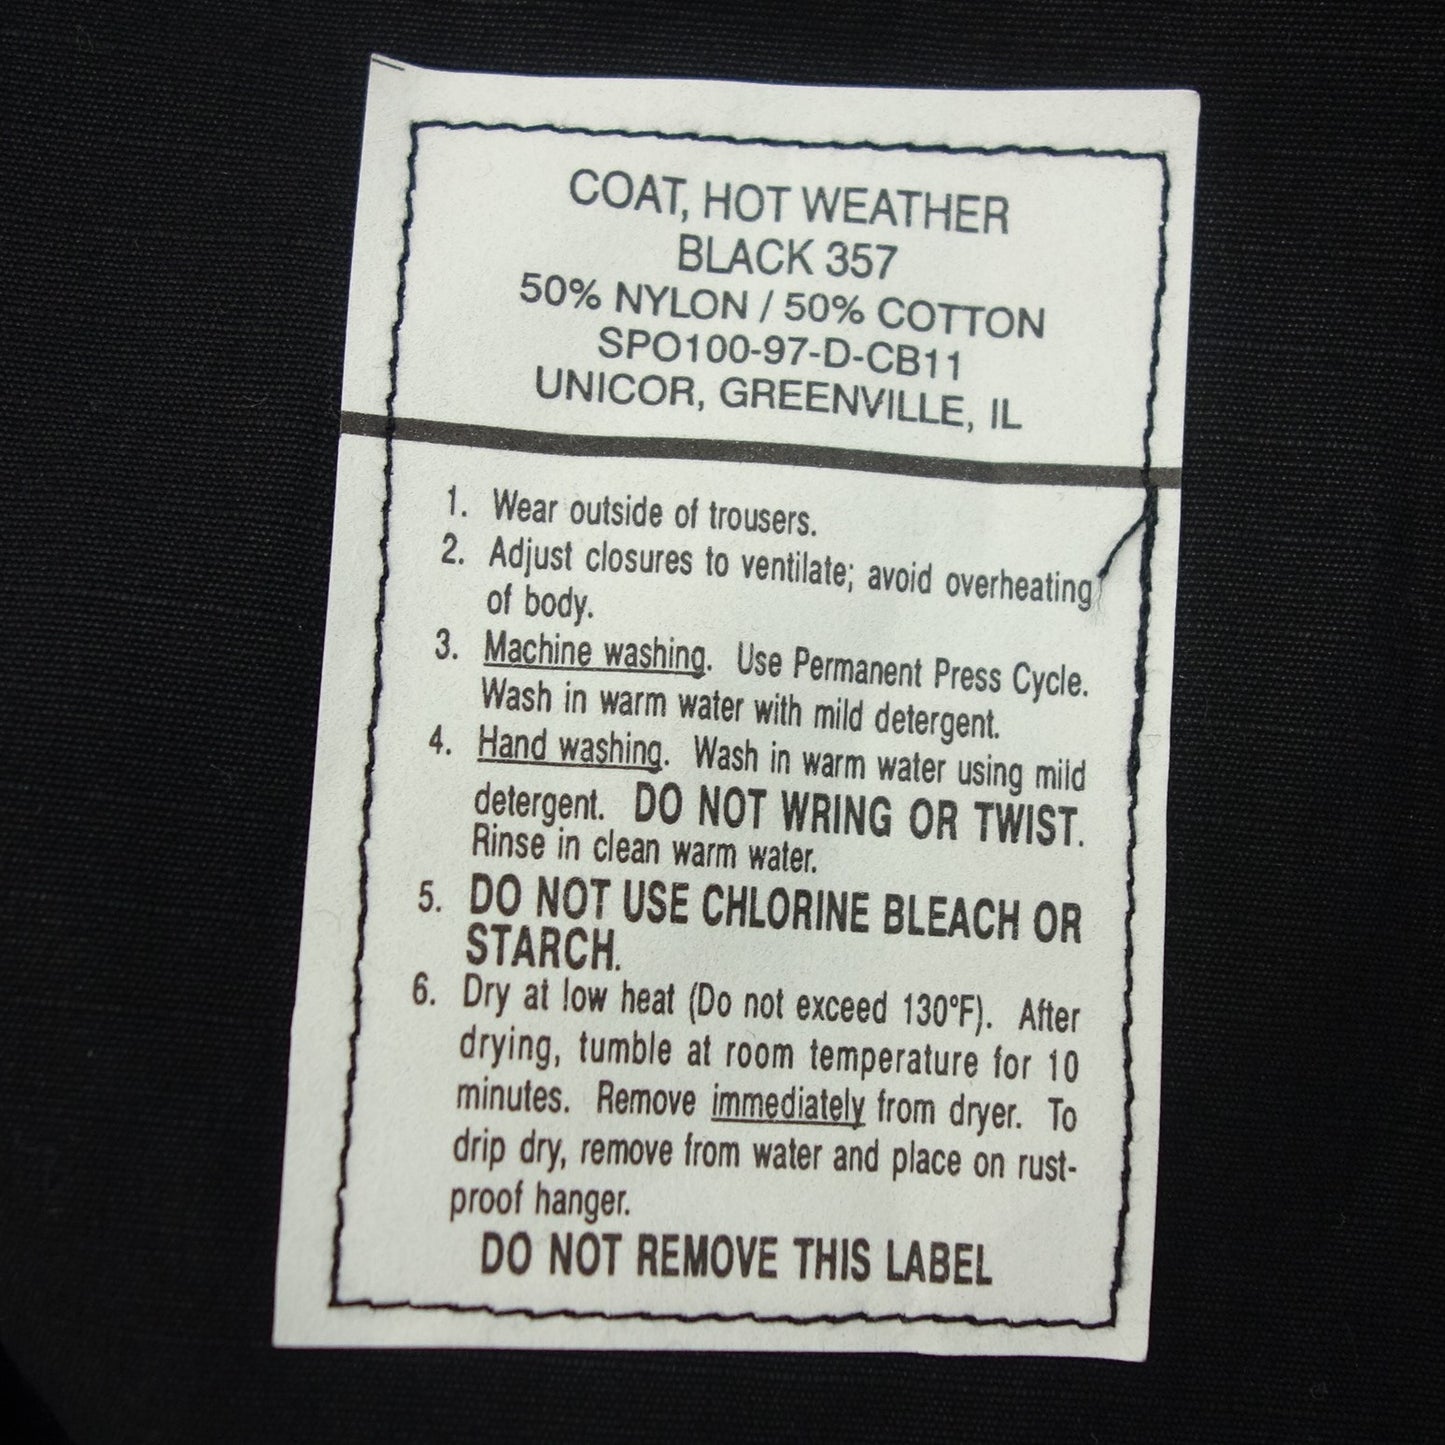 COAT, HOT WEATHER
BLACK 357
50% NYLON / 50% COTTON
SPO100-97-D-CB11
UNICOR, GREENVILLE, IL
1. Wear outside of trousers.
2. Adjust closures to ventilate; avoid overheating
of body.
3. Machine washing. Use Permanent Press Cycle.
Wash in warm water with mild detergent.
4. Hand washing. Wash in warm water using mild
detergent. DO NOT WRING OR TWIST.
Rinse in clean warm water.
5. DO NOT USE CHLORINE BLEACH OR
STARCH.
6. Dry at low heat (Do not exceed 130°F). After
drying, tumble at room temperature for 10
minutes. Remove immediately from dryer. To
drip dry, remove from water and place on rust-
proof hanger.
DO NOT REMOVE THIS LABEL